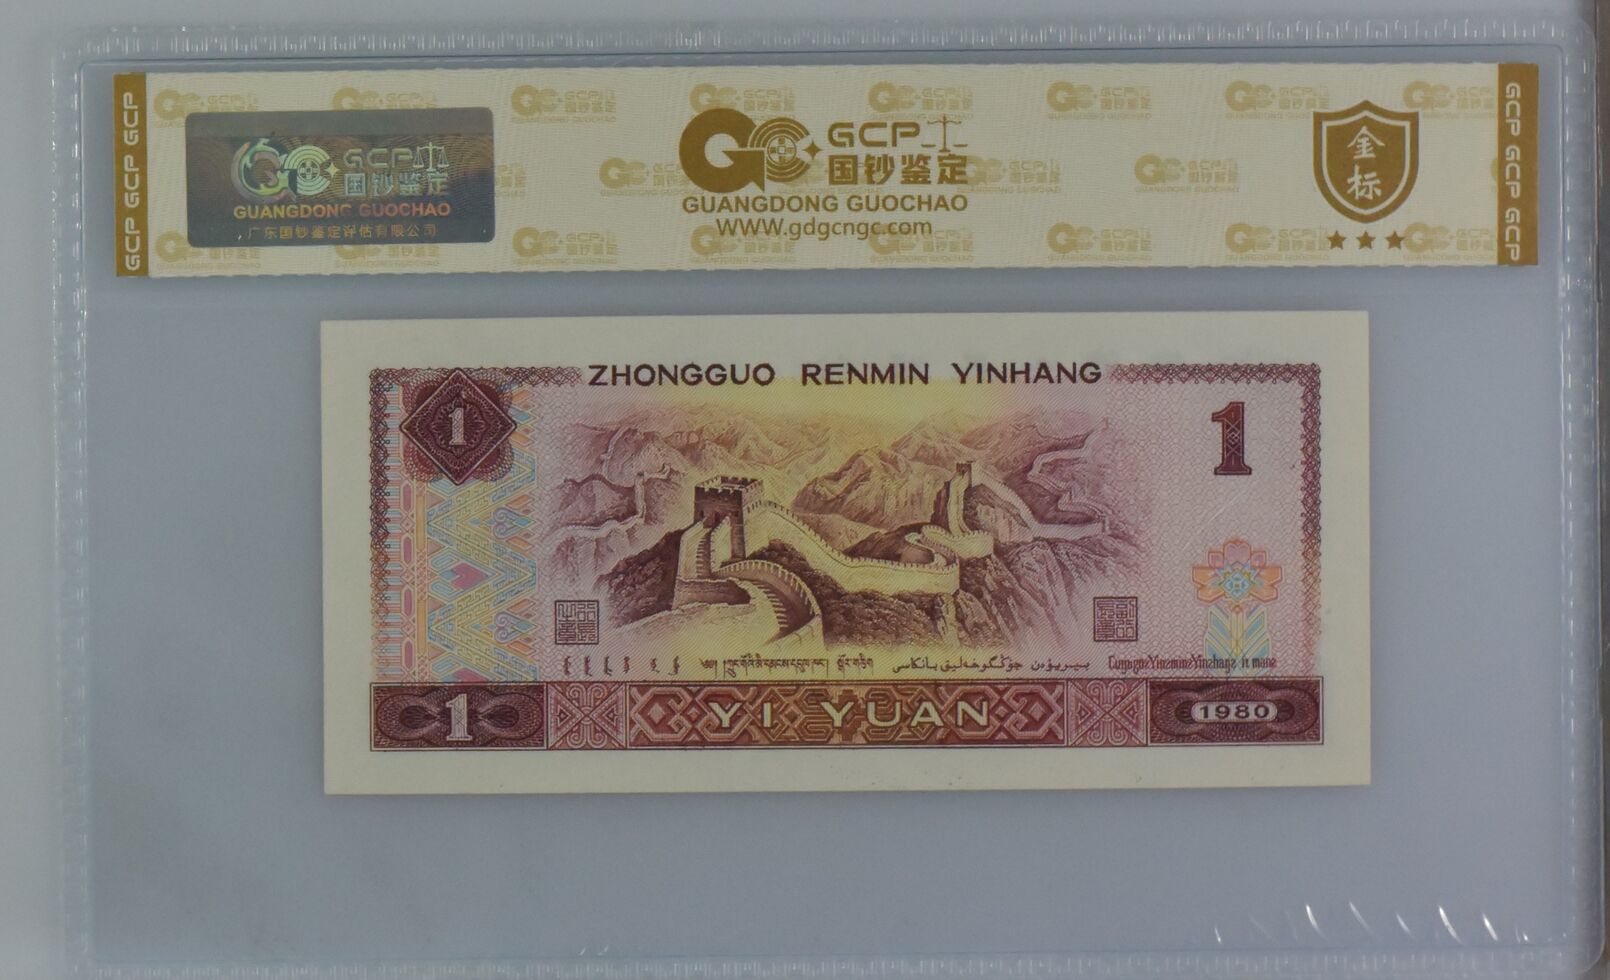 GCP GCP GCP
GCP
国钞鉴定
GUANGDONG GUOCHAO
广东国钞鉴定评估有限公司
GCP
国钞鉴定
GUANGDONG GUOCHAO
WWW.gdgcngc.com
金标
GCP GCP GCP
ZHONGGUO RENMIN YINHANG
1
1
1 YI YUAN 1980